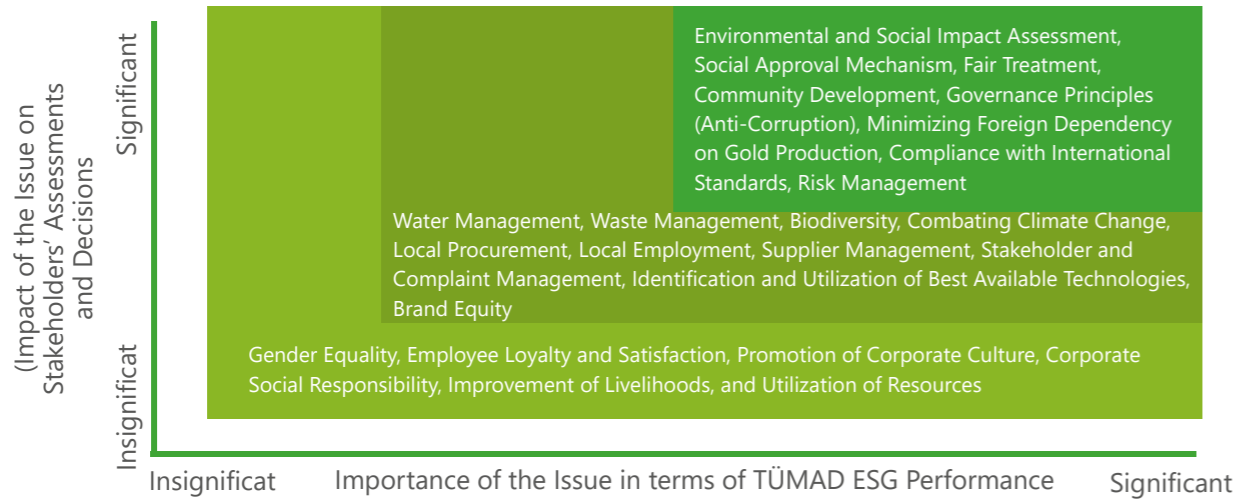 (Impact of the Issue on
Stakeholders’ Assessments
and Decisions
Significant
Insignificat
Environmental and Social Impact Assessment,
Social Approval Mechanism, Fair Treatment,
Community Development, Governance Principles
(Anti-Corruption), Minimizing Foreign Dependency
on Gold Production, Compliance with International
Standards, Risk Management
Water Management, Waste Management, Biodiversity, Combating Climate Change,
Local Procurement, Local Employment, Supplier Management, Stakeholder and
Complaint Management, Identification and Utilization of Best Available Technologies,
Brand Equity
Gender Equality, Employee Loyalty and Satisfaction, Promotion of Corporate Culture, Corporate
Social Responsibility, Improvement of Livelihoods, and Utilization of Resources
Insignificat
Importance of the Issue in terms of TÜMAD ESG Performance
Significant